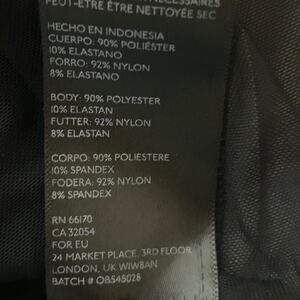 NÉCESSAIRES
PEUT-ÊTRE ÊTRE NETTOYÉE SEC
HECHO EN INDONESIA
CUERPO: 90% POLIÉSTER
10% ELASTANO
FORRO: 92% NYLON
8% ELASTANO
BODY: 90% POLYESTER
10% ELASTAN
FUTTER: 92% NYLON
8% ELASTAN
CORPO: 90% POLIESTERE
10% SPANDEX
FODERA: 92% NYLON
8% SPANDEX
RN 66170
CA 32054
FOR EU
24 MARKET PLACE, 3RD FLOOR
LONDON, UK W1W8AN
BATCH # OB545028